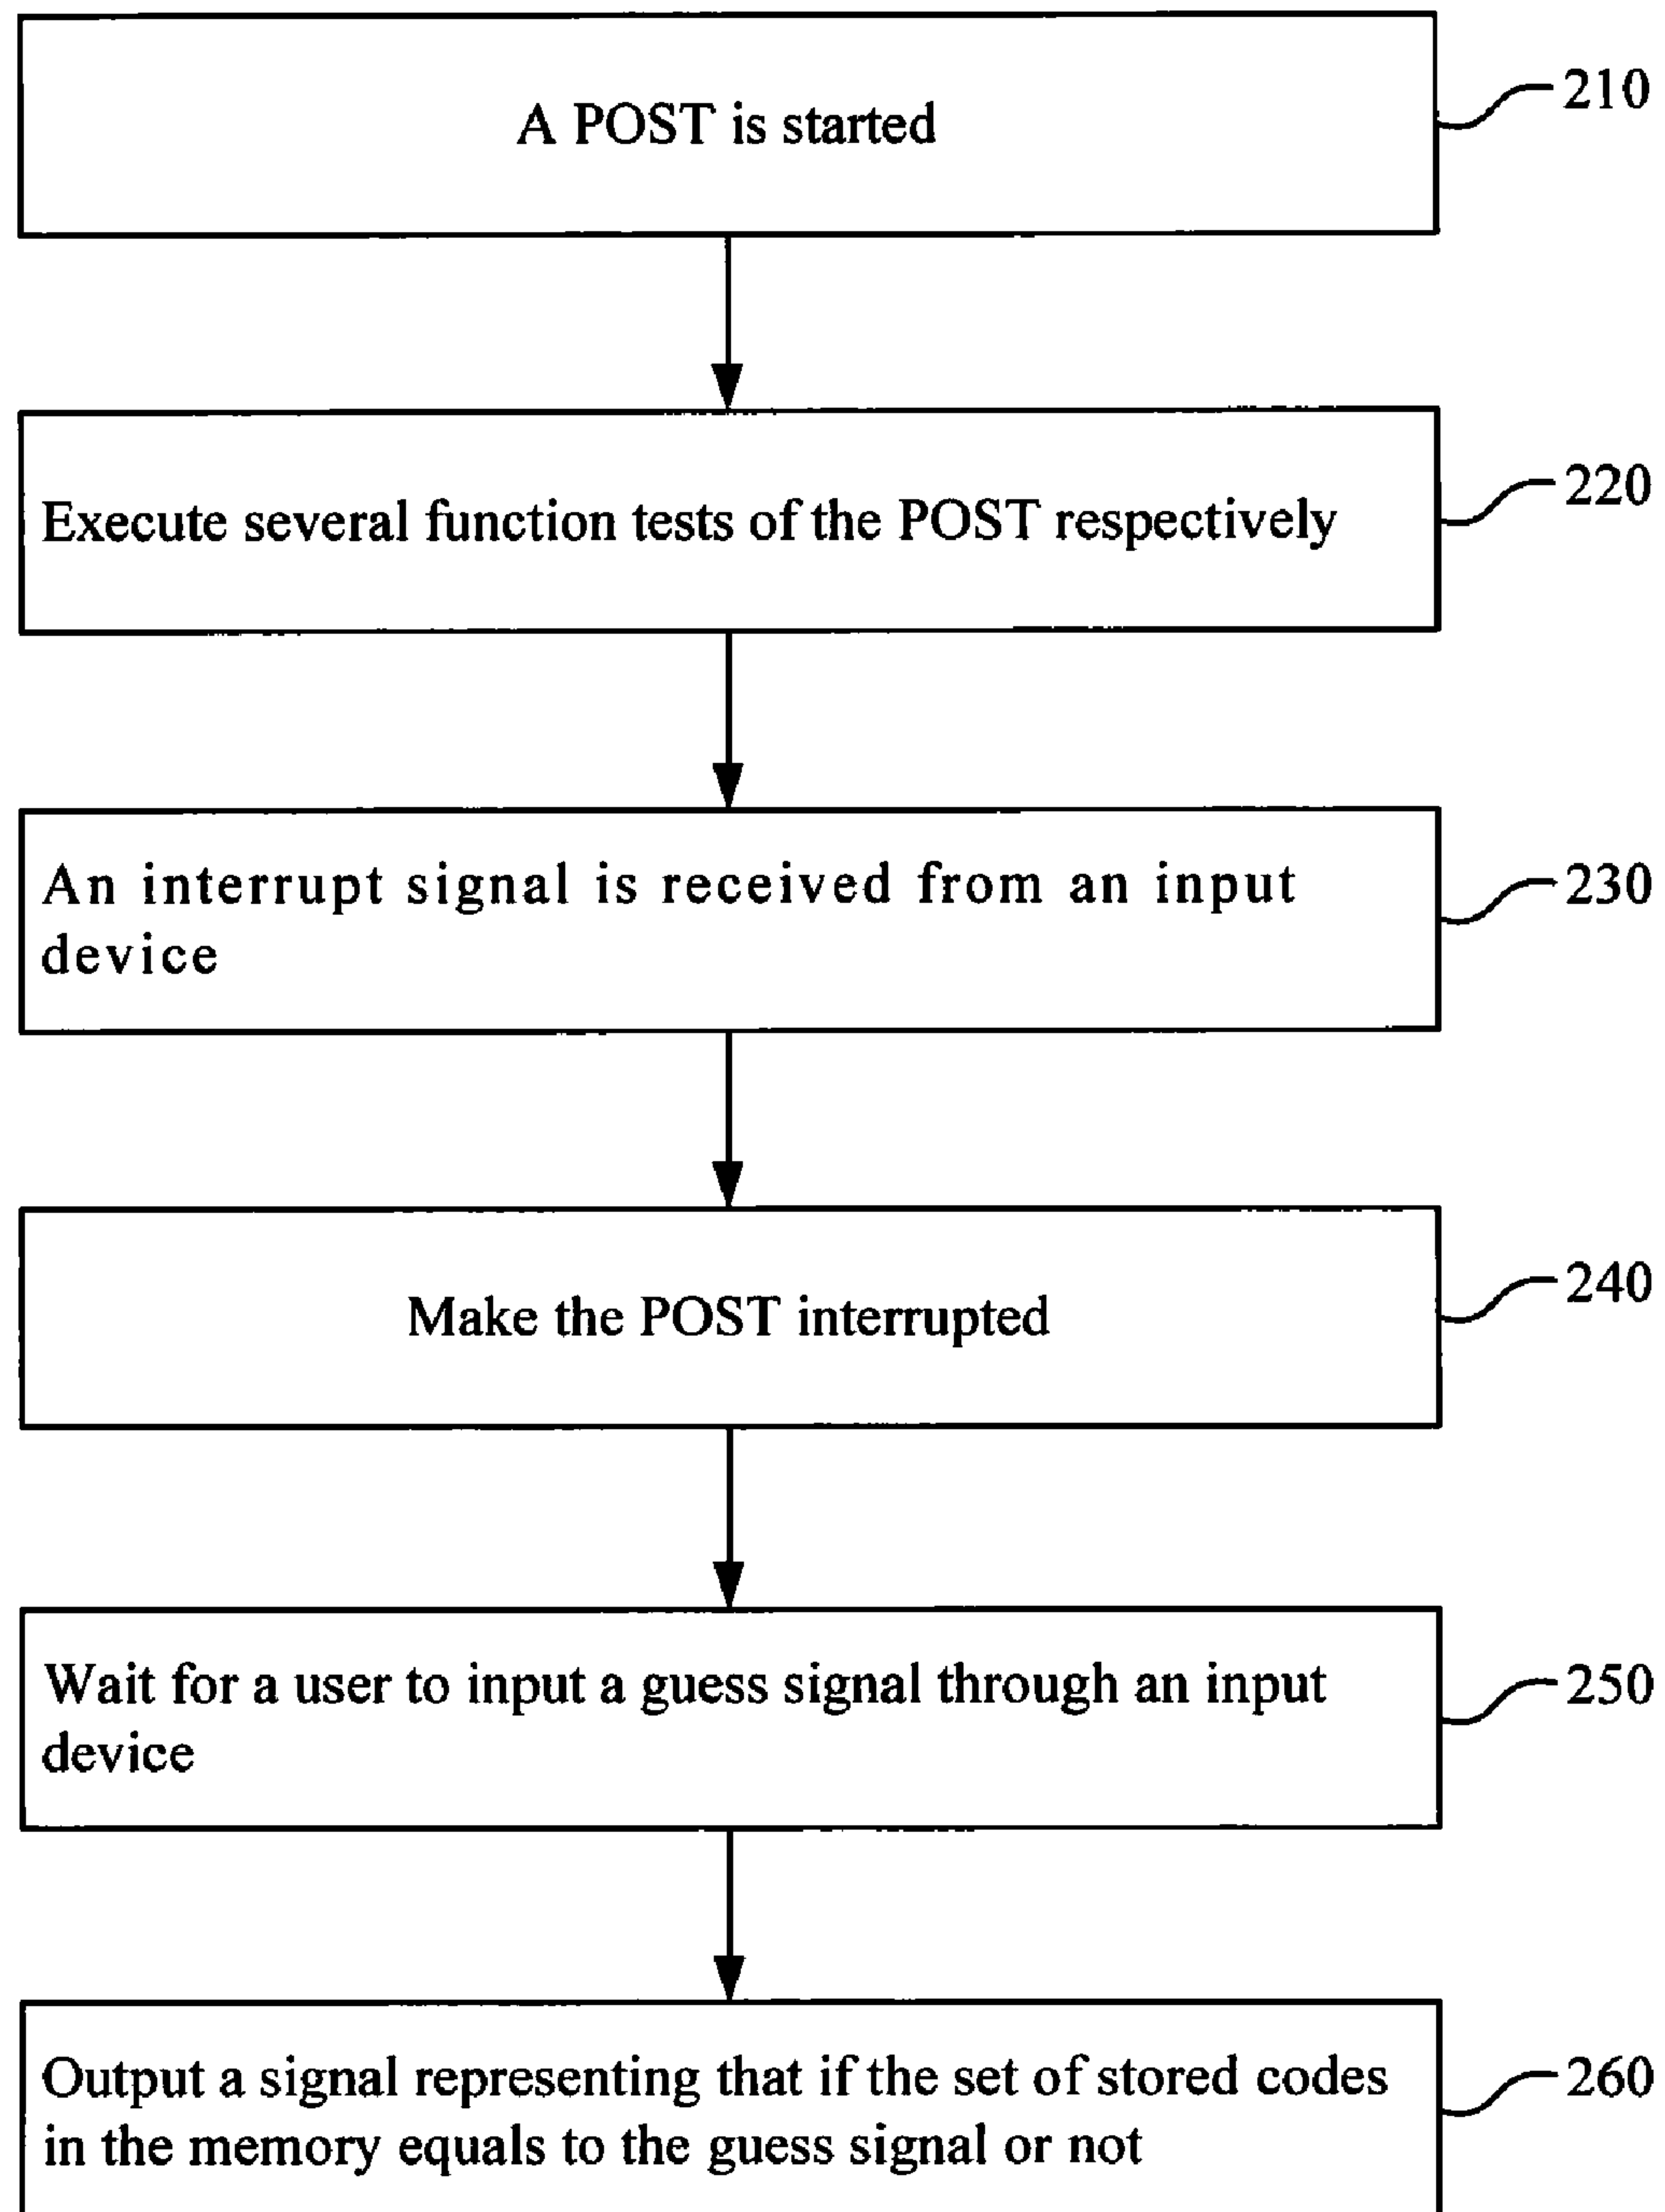 A POST is started
210
Execute several function tests of the POST respectively
220
An interrupt signal is received from an input
device
230
Make the POST interrupted
240
Wait for a user to input a guess signal through an input
device
250
Output a signal representing that if the set of stored codes
in the memory equals to the guess signal or not
260